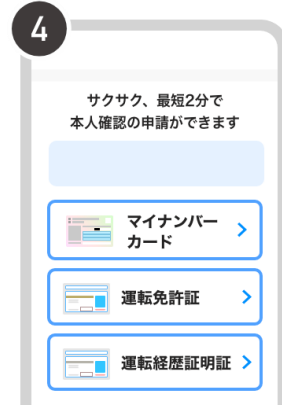 4
サクサク、最短2分で
本人確認の申請ができます
マイナンバー
カード
運転免許証
運転経歴証明証